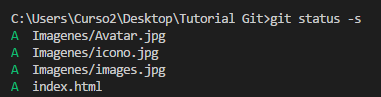 C:\Users\Curso2\Desktop\Tutorial Git>git status -s
A  Imagenes/Avatar.jpg
A  Imagenes/icono.jpg
A  Imagenes/images.jpg
A  index.html